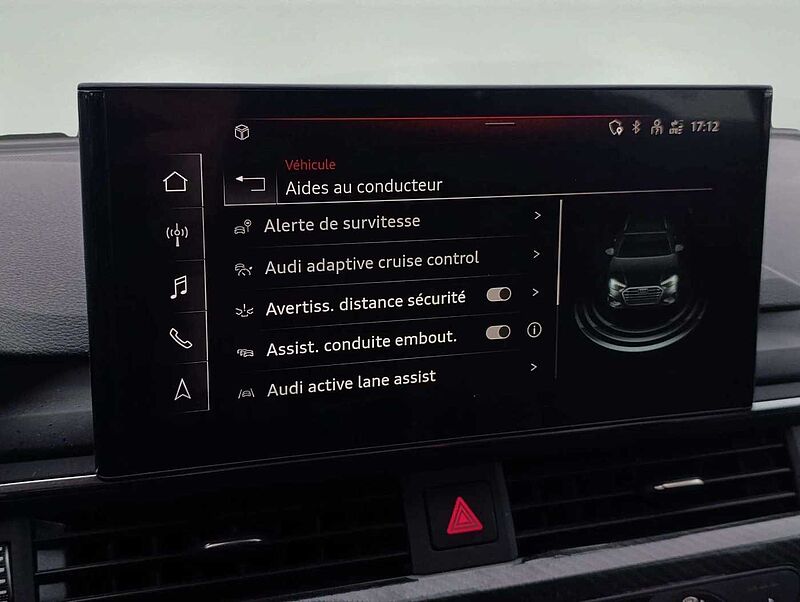 17:12
Véhicule
Aides au conducteur
Alerte de survitesse
Audi adaptive cruise control
Avertiss. distance sécurité
Assist. conduite embout.
Audi active lane assist